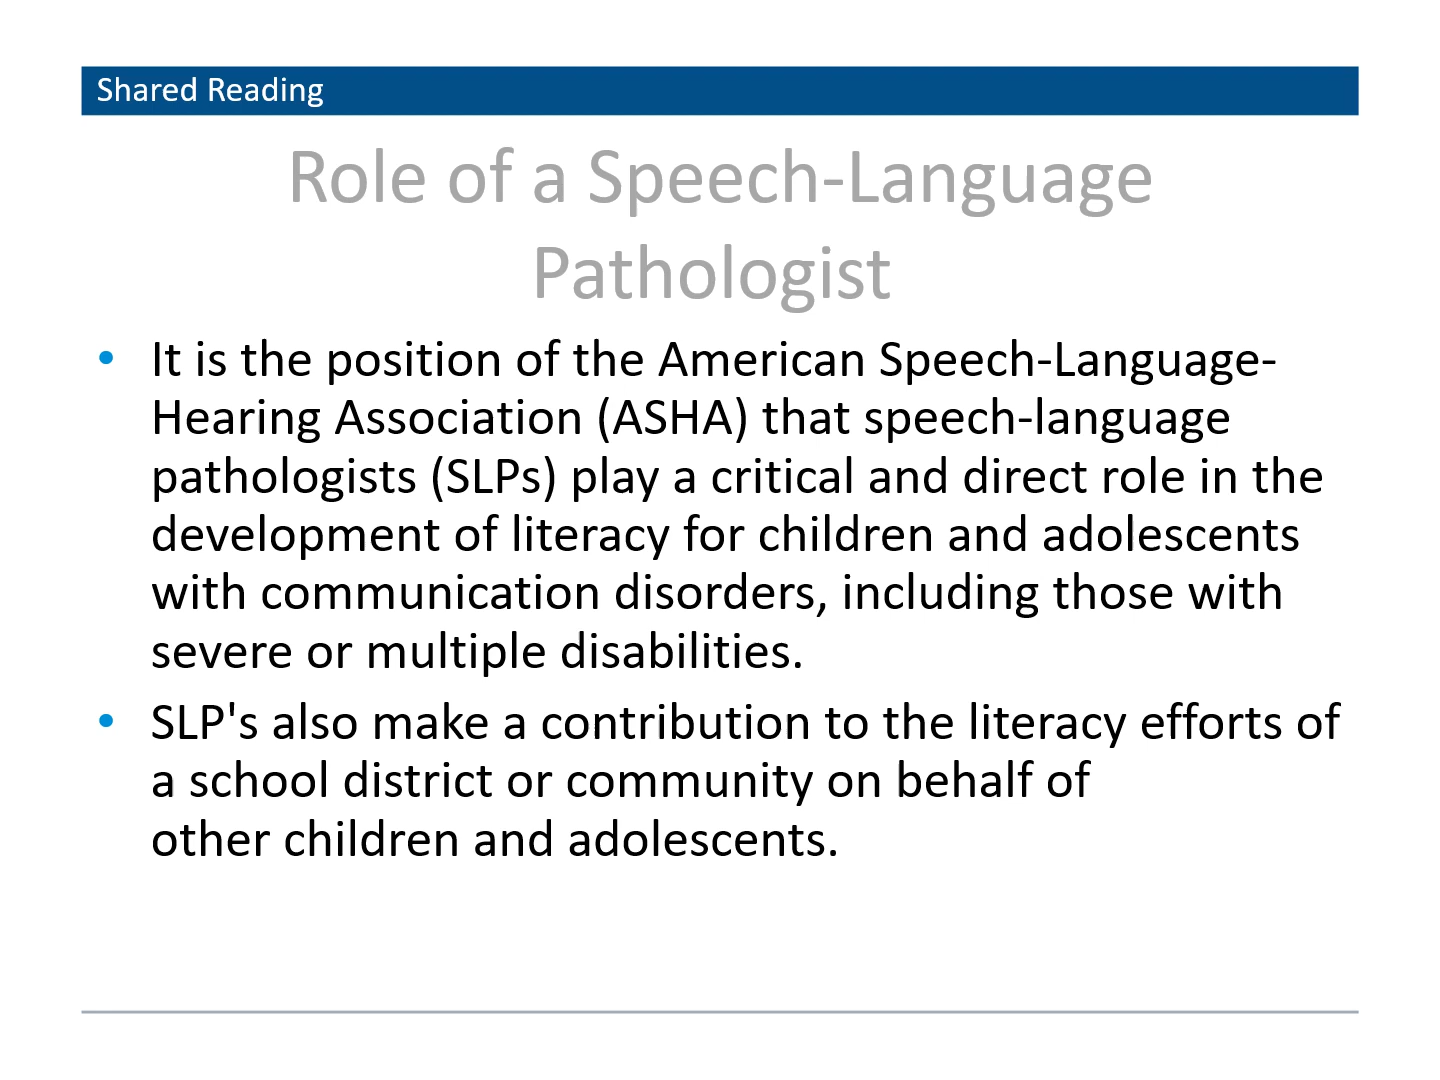 Shared Reading
Role of a Speech-Language
Pathologist
• It is the position of the American Speech-Language-
Hearing Association (ASHA) that speech-language
pathologists (SLPs) play a critical and direct role in the
development of literacy for children and adolescents
with communication disorders, including those with
severe or multiple disabilities.
• SLP's also make a contribution to the literacy efforts of
a school district or community on behalf of
other children and adolescents.